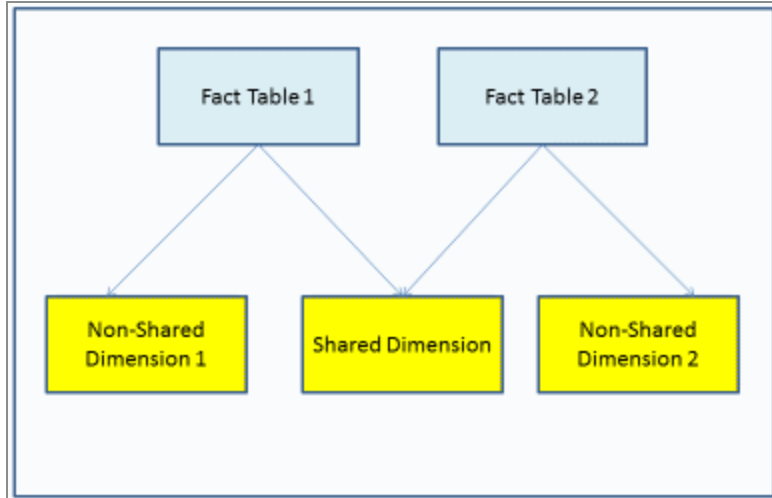 Fact Table 1
Fact Table 2
Non-Shared
Dimension 1
Shared Dimension
Non-Shared
Dimension 2